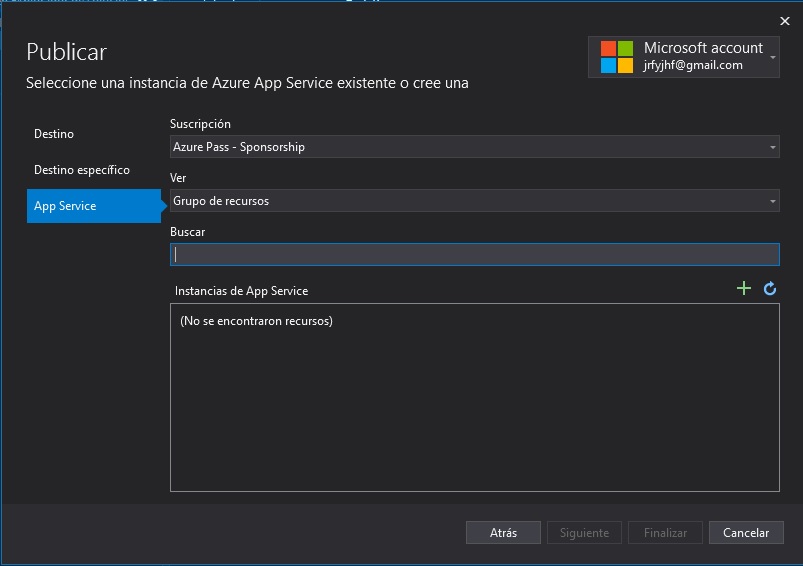 Publicar
Seleccione una instancia de Azure App Service existente o cree una
Microsoft account
jrfyjhf@gmail.com
Destino
Destino específico
App Service
Suscripción
Azure Pass - Sponsorship
Ver
Grupo de recursos
Buscar
Instancias de App Service
(No se encontraron recursos)
Atrás
Siguiente
Finalizar
Cancelar